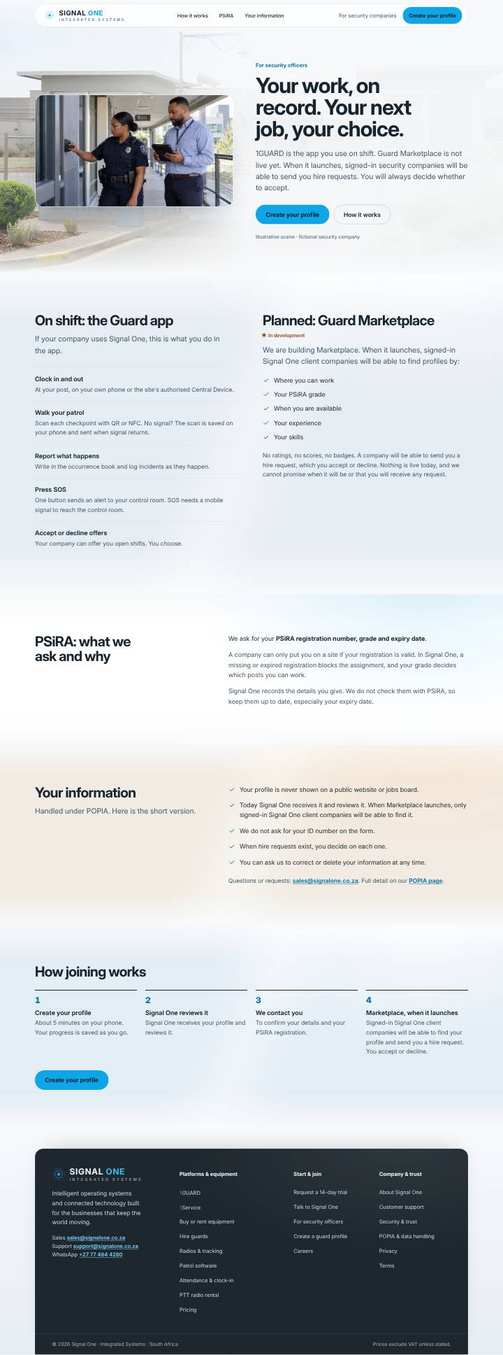 SIGNAL ONE
INTEGRATED SYSTEMS
How it works
PSiRA
Your information
For security companies
Create your profile
For security officers
Your work, on
record. Your next
job, your choice.
1GUARD is the app you use on shift. Guard Marketplace is not
live yet. When it launches, signed-in security companies will be
able to send you hire requests. You will always decide whether
to accept.
Create your profile
How it works
Illustrative scene · fictional security company
On shift: the Guard app
If your company uses Signal One, this is what you do in
the app.
Clock in and out
At your post, on your own phone or the site's authorised Central Device.
Walk your patrol
Scan each checkpoint with QR or NFC. No signal? The scan is saved on
your phone and sent when signal returns.
Report what happens
Write in the occurrence book and log incidents as they happen.
Press SOS
One button sends an alert to your control room. SOS needs a mobile
signal to reach the control room.
Accept or decline offers
Your company can offer you open shifts. You choose.
Planned: Guard Marketplace
In development
We are building Marketplace. When it launches, signed-in
Signal One client companies will be able to find profiles by:
Where you can work
Your PSiRA grade
When you are available
Your experience
Your skills
No ratings, no scores, no badges. A company will be able to send you a
hire request, which you accept or decline. Nothing is live today, and we
cannot promise when it will be or that you will receive any request.
PSiRA: what we
ask and why
We ask for your PSiRA registration number, grade and expiry date.
A company can only put you on a site if your registration is valid. In Signal One, a
missing or expired registration blocks the assignment, and your grade decides
which posts you can work.
Signal One records the details you give. We do not check them with PSiRA, so
keep them up to date, especially your expiry date.
Your information
Handled under POPIA. Here is the short version.
Your profile is never shown on a public website or jobs board.
Today Signal One receives it and reviews it. When Marketplace launches, only
signed-in Signal One client companies will be able to find it.
We do not ask for your ID number on the form.
When hire requests exist, you decide on each one.
You can ask us to correct or delete your information at any time.
Questions or requests: sales@signalone.co.za. Full detail on our POPIA page.
How joining works
1
Create your profile
About 5 minutes on your phone.
Your progress is saved as you go.
2
Signal One reviews it
Signal One receives your profile and
reviews it.
3
We contact you
To confirm your details and your
PSiRA registration.
4
Marketplace, when it launches
Signed-in Signal One client
companies will be able to find your
profile and send you a hire request.
You accept or decline.
Create your profile
SIGNAL ONE
INTEGRATED SYSTEMS
Intelligent operating systems
and connected technology built
for the businesses that keep the
world moving.
Sales sales@signalone.co.za
Support support@signalone.co.za
WhatsApp +27 77 464 4280
Platforms & equipment
1GUARD
1Service
Buy or rent equipment
Hire guards
Radios & tracking
Patrol software
Attendance & clock-in
PTT radio rental
Pricing
Start & join
Request a 14-day trial
Talk to Signal One
For security officers
Create a guard profile
Careers
Company & trust
About Signal One
Customer support
Security & trust
POPIA & data handling
Privacy
Terms
© 2026 Signal One · Integrated Systems · South Africa
Prices exclude VAT unless stated.